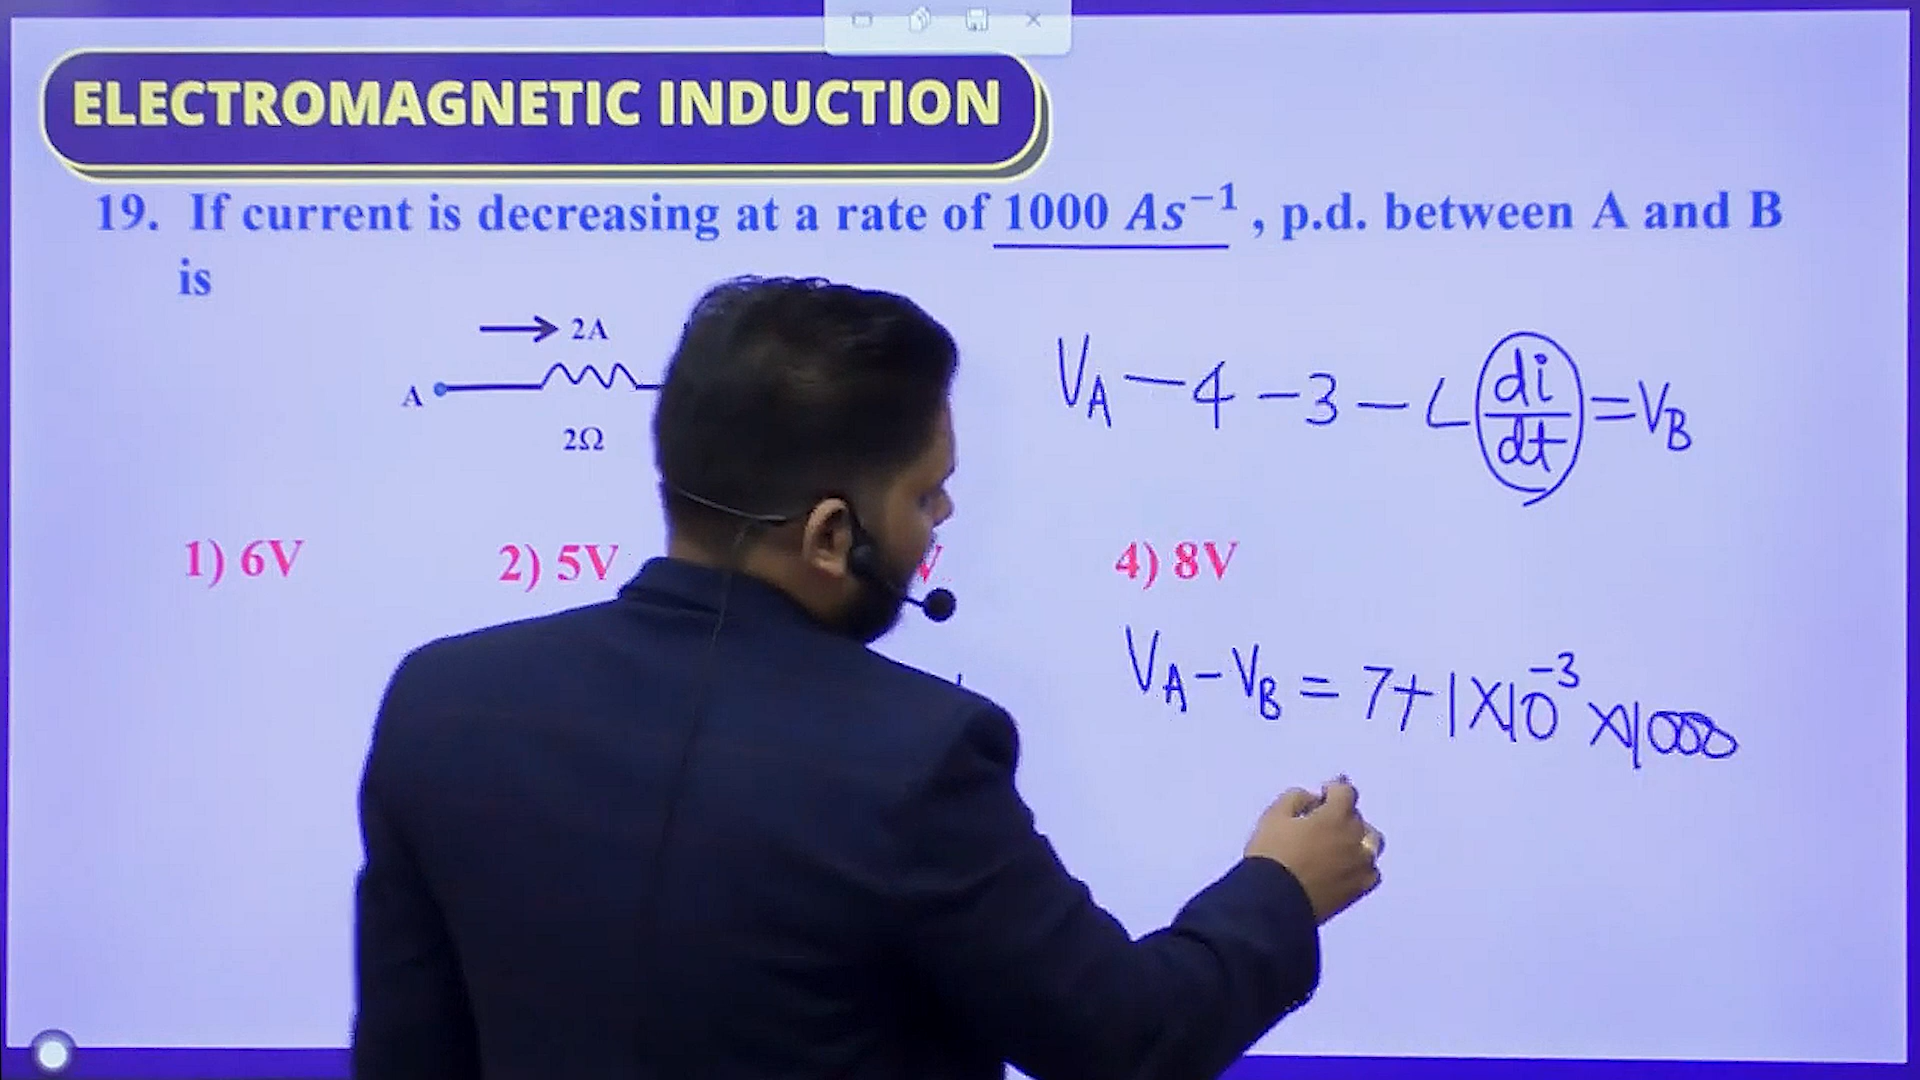 ELECTROMAGNETIC INDUCTION
19. If current is decreasing at a rate of 1000 As⁻¹ , p.d. between A and B
is
2A
A
2Ω
V_A − 4 − 3 − L di/dt = V_B
1) 6V 2) 5V V 4) 8V
V_A − V_B = 7 + 1 × 10⁻³ × 1000